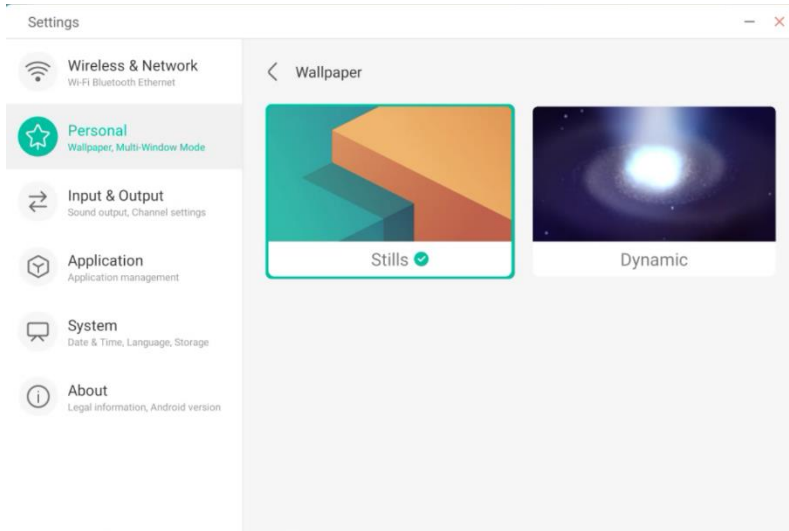 Settings
Wireless & Network
Wi-Fi Bluetooth Ethernet
Personal
Wallpaper, Multi-Window Mode
Input & Output
Sound output, Channel settings
Application
Application management
System
Date & Time, Language, Storage
About
Legal information, Android version
Wallpaper
Stills
Dynamic